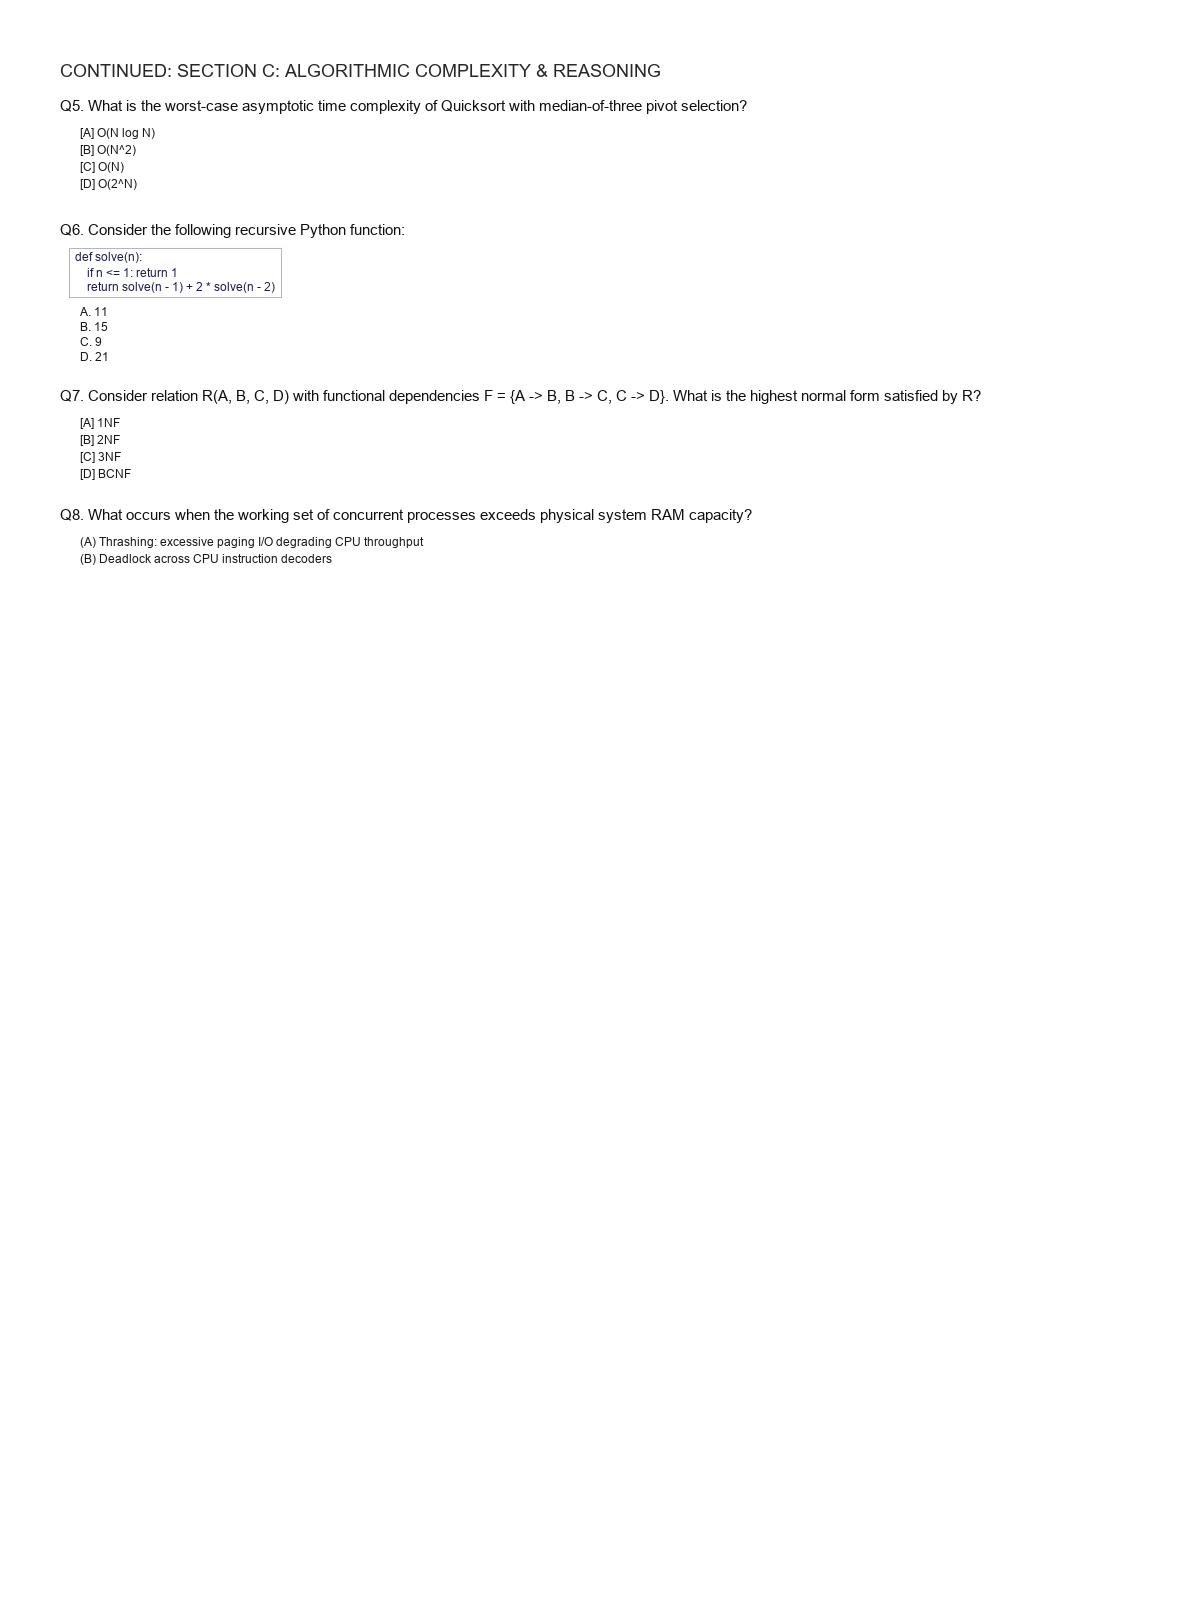 CONTINUED: SECTION C: ALGORITHMIC COMPLEXITY & REASONING
Q5. What is the worst-case asymptotic time complexity of Quicksort with median-of-three pivot selection?
[A] O(N log N)
[B] O(N^2)
[C] O(N)
[D] O(2^N)
Q6. Consider the following recursive Python function:
def solve(n):
    if n <= 1: return 1
    return solve(n - 1) + 2 * solve(n - 2)
A. 11
B. 15
C. 9
D. 21
Q7. Consider relation R(A, B, C, D) with functional dependencies F = {A -> B, B -> C, C -> D}. What is the highest normal form satisfied by R?
[A] 1NF
[B] 2NF
[C] 3NF
[D] BCNF
Q8. What occurs when the working set of concurrent processes exceeds physical system RAM capacity?
(A) Thrashing: excessive paging I/O degrading CPU throughput
(B) Deadlock across CPU instruction decoders